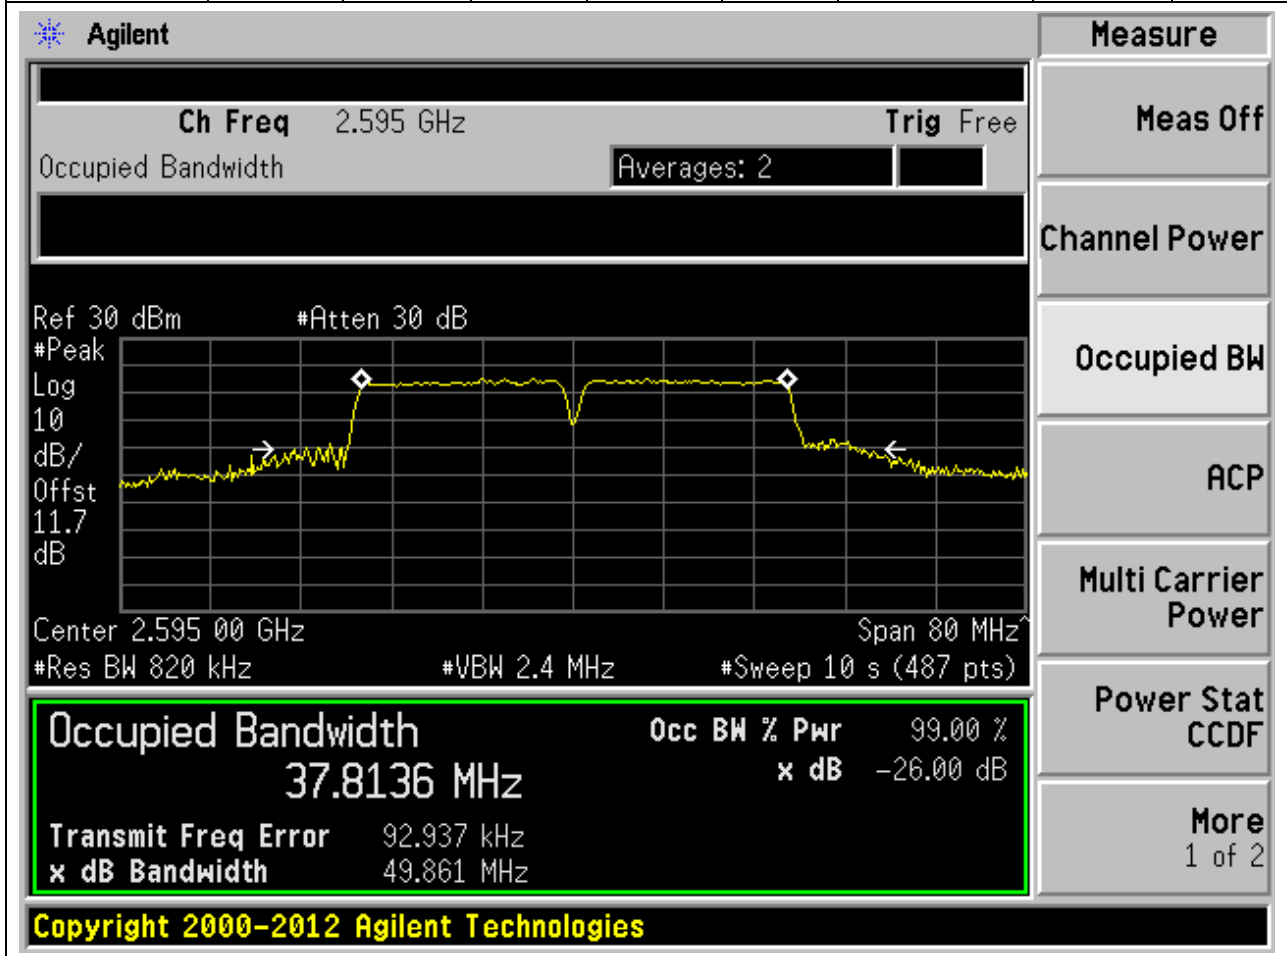 Agilent
Measure
Ch Freq 2.595 GHz Trig Free
Meas Off
Occupied Bandwidth Averages: 2
Channel Power
Ref 30 dBm #Atten 30 dB
#Peak
Log
10
dB/
Offst
11.7
dB
Occupied BW
ACP
Center 2.595 00 GHz Span 80 MHz^
#Res BW 820 kHz #VBW 2.4 MHz #Sweep 10 s (487 pts)
Multi Carrier
Power
Occupied Bandwidth Occ BW % Pwr 99.00 %
37.8136 MHz x dB -26.00 dB
Transmit Freq Error 92.937 kHz
x dB Bandwidth 49.861 MHz
Power Stat
CCDF
More
1 of 2
Copyright 2000-2012 Agilent Technologies